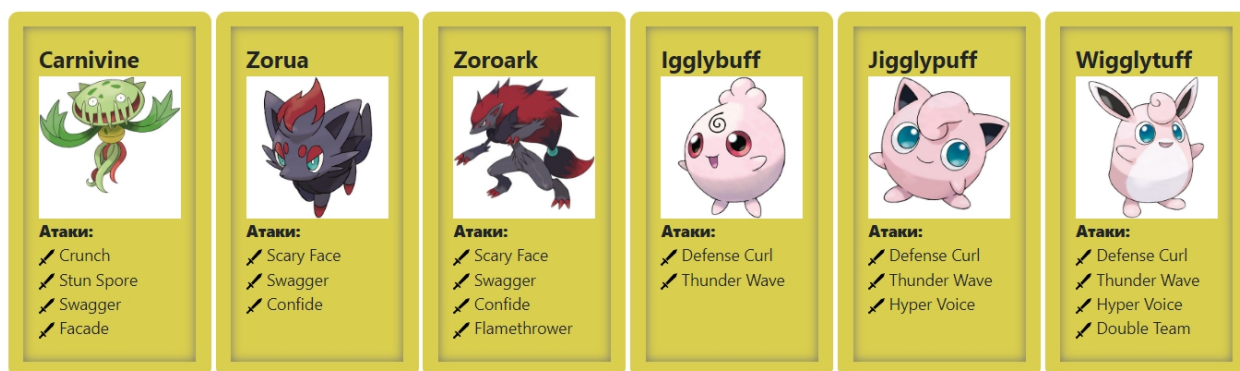 Carnivine
Атаки:
Crunch
Stun Spore
Swagger
Facade
Zorua
Атаки:
Scary Face
Swagger
Confide
Zoroark
Атаки:
Scary Face
Swagger
Confide
Flamethrower
Igglybuff
Атаки:
Defense Curl
Thunder Wave
Jigglypuff
Атаки:
Defense Curl
Thunder Wave
Hyper Voice
Wigglytuff
Атаки:
Defense Curl
Thunder Wave
Hyper Voice
Double Team